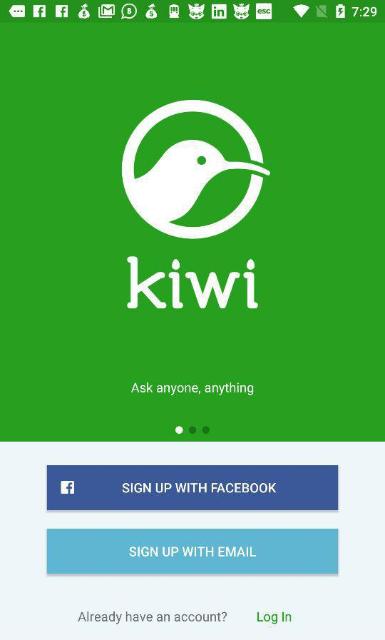 esc 7:29
kiwi
Ask anyone, anything
SIGN UP WITH FACEBOOK
SIGN UP WITH EMAIL
Already have an account? Log In